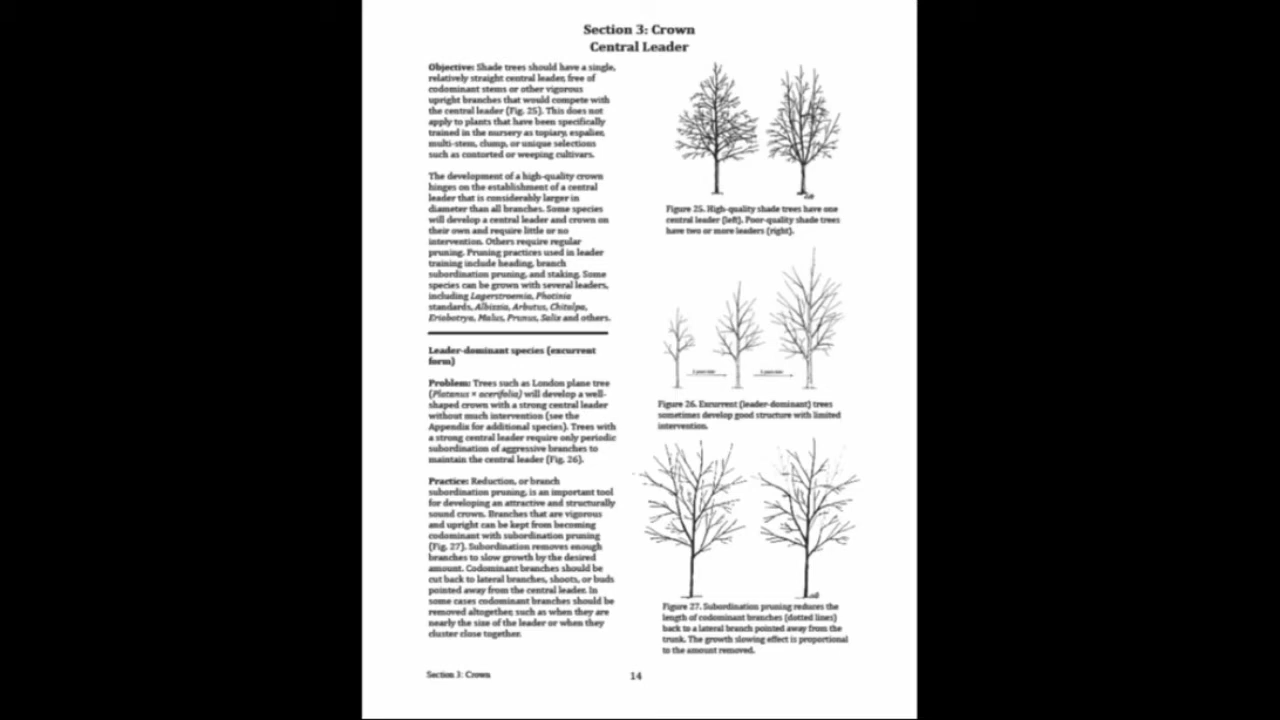 Section 3: Crown
Central Leader
Objective: Shade trees should have a single,
relatively straight central leader, free of
codominant stems or other vigorous
upright branches that would compete with
the central leader (Fig. 25). This does not
apply to plants that have been specifically
trained in the nursery as topiary, espalier,
multi-stem, clump, or unique selections
such as contorted or weeping cultivars.
The development of a high-quality crown
hinges on the establishment of a central
leader that is considerably larger in
diameter than all branches. Some species
will develop a central leader and crown on
their own and require little or no
intervention. Others require regular
pruning. Pruning practices used in leader
training include heading, branch
subordination pruning, and staking. Some
species can be grown with several leaders,
including Lagerstroemia, Photinia
standards, Albizzia, Arbutus, Chitalpa,
Eriobotrya, Malus, Prunus, Salix and others.
Leader-dominant species (excurrent
form)
Problem: Trees such as London plane tree
(Platanus × acerifolia) will develop a well-
shaped crown with a strong central leader
without much intervention (see the
Appendix for additional species). Trees with
a strong central leader require only periodic
subordination of aggressive branches to
maintain the central leader (Fig. 26).
Practice: Reduction, or branch
subordination pruning, is an important tool
for developing an attractive and structurally
sound crown. Branches that are vigorous
and upright can be kept from becoming
codominant with subordination pruning
(Fig. 27). Subordination removes enough
branches to slow growth by the desired
amount. Codominant branches should be
cut back to lateral branches, shoots, or buds
pointed away from the central leader. In
some cases codominant branches should be
removed altogether, such as when they are
nearly the size of the leader or when they
cluster close together.
Figure 25. High-quality shade trees have one
central leader (left). Poor-quality shade trees
have two or more leaders (right).
Figure 26. Excurrent (leader-dominant) trees
sometimes develop good structure with limited
intervention.
Figure 27. Subordination pruning reduces the
length of codominant branches (dotted lines)
back to a lateral branch pointed away from the
trunk. The growth slowing effect is proportional
to the amount removed.
Section 3: Crown
14